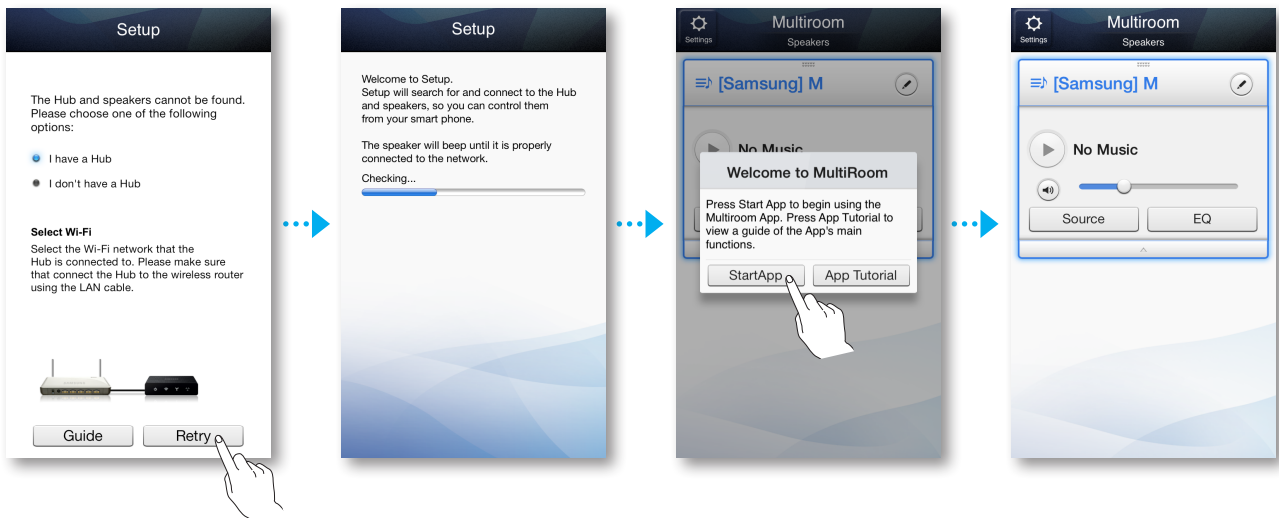 Setup
The Hub and speakers cannot be found.
Please choose one of the following
options:
I have a Hub
I don't have a Hub
Select Wi-Fi
Select the Wi-Fi network that the
Hub is connected to. Please make sure
that connect the Hub to the wireless router
using the LAN cable.
Guide
Retry
Setup
Welcome to Setup.
Setup will search for and connect to the Hub
and speakers, so you can control them
from your smart phone.
The speaker will beep until it is properly
connected to the network.
Checking...
Settings
Multiroom
Speakers
[Samsung] M
No Music
Welcome to MultiRoom
Press Start App to begin using the
Multiroom App. Press App Tutorial to
view a guide of the App's main
functions.
StartApp
App Tutorial
Settings
Multiroom
Speakers
[Samsung] M
No Music
Source
EQ